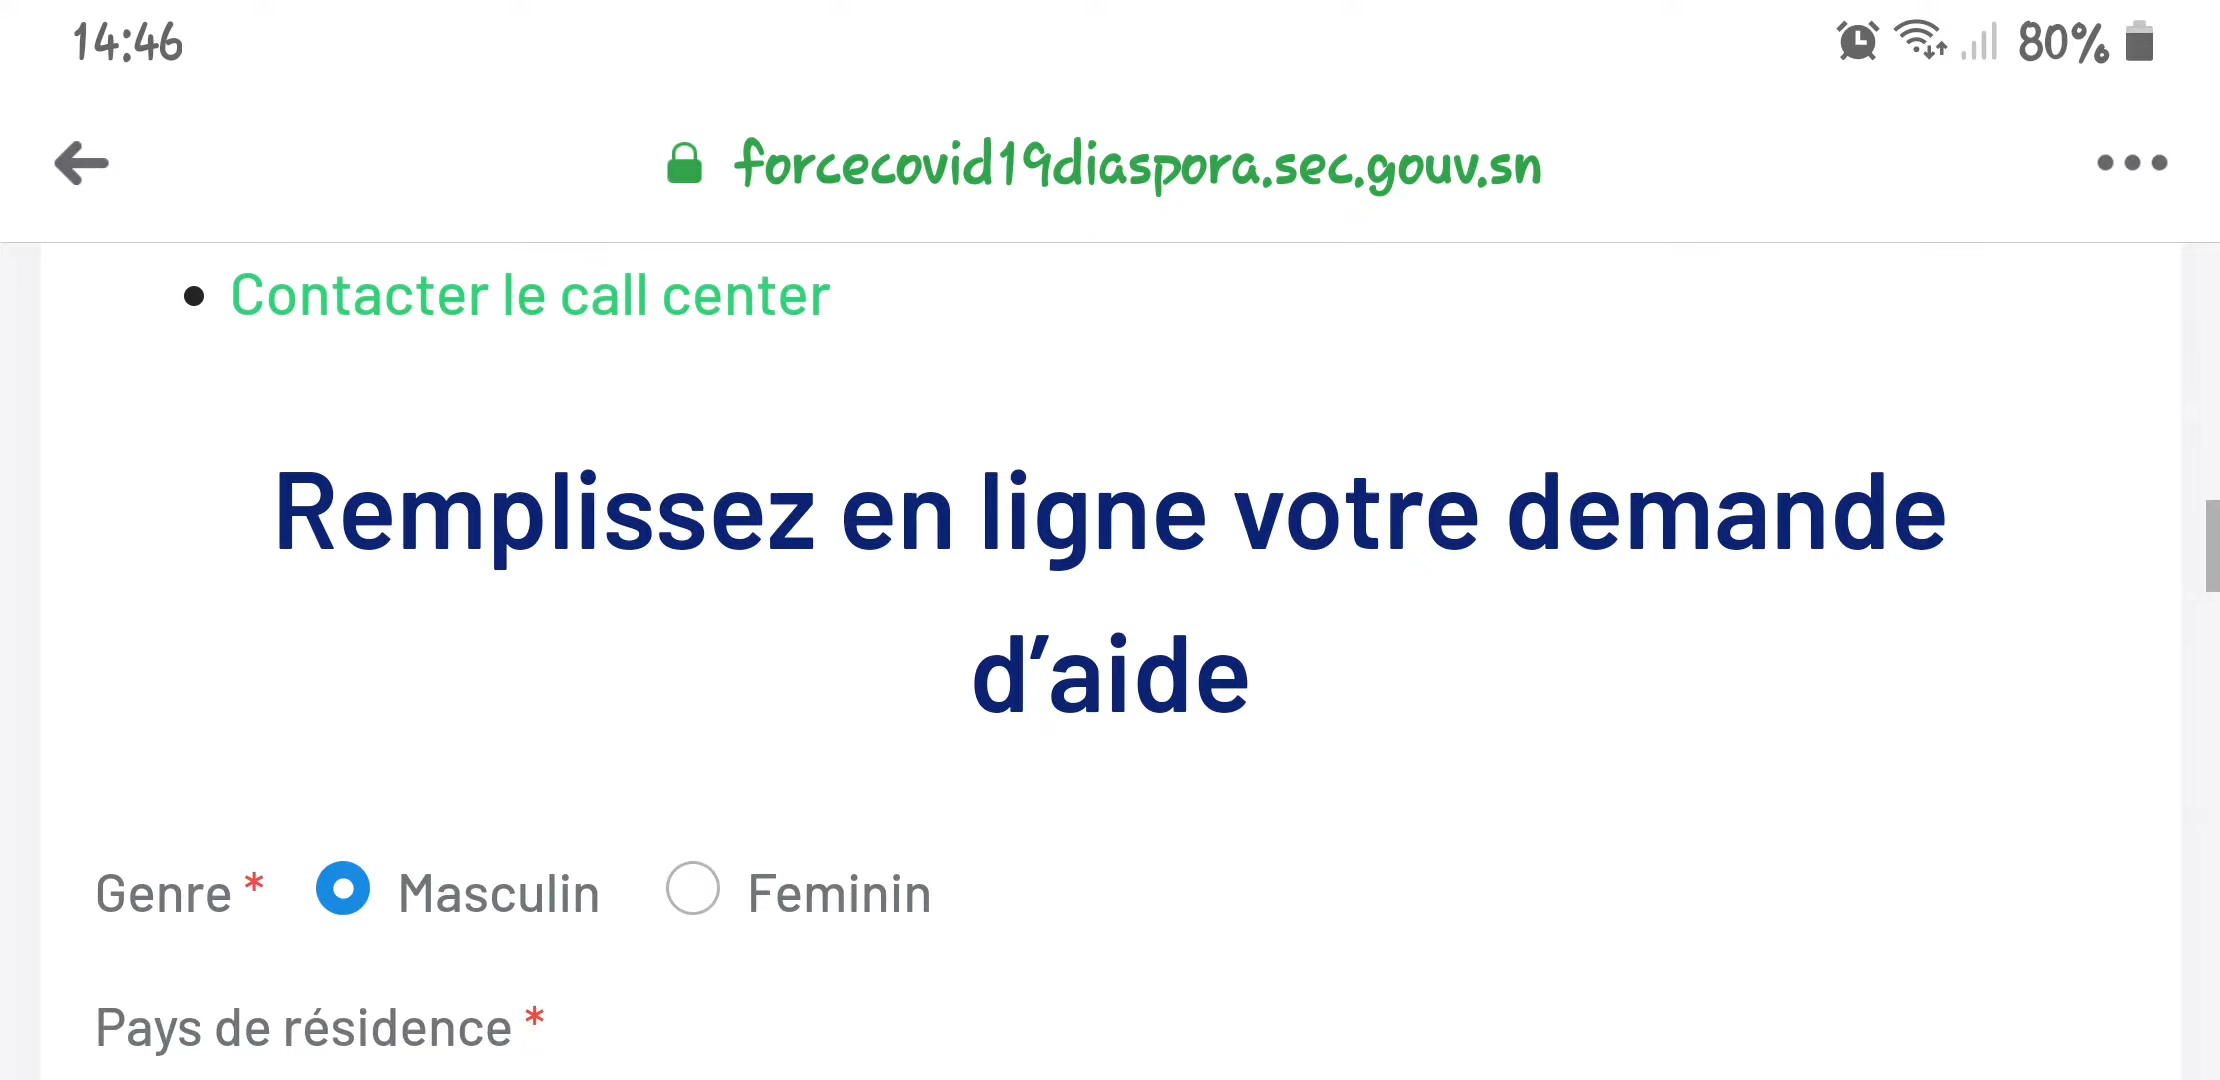 14:46
80%
forcecovid19diaspora.sec.gouv.sn
Contacter le call center
Remplissez en ligne votre demande
d’aide
Genre * Masculin Feminin
Pays de résidence *